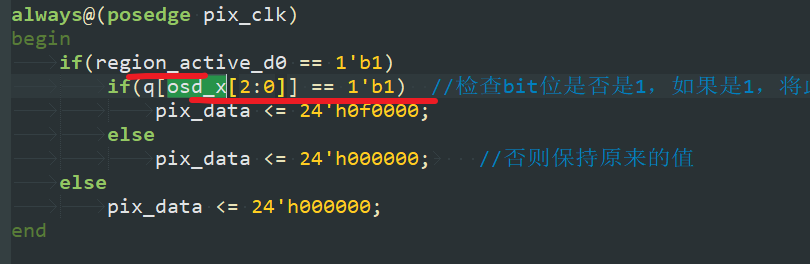 always@(posedge pix_clk)
begin
if(region_active_d0 == 1'b1)
if(q[osd_x[2:0]] == 1'b1) //检查bit位是否是1, 如果是1, 将
pix_data <= 24'h0f0000;
else
pix_data <= 24'h000000; //否则保持原来的值
else
pix_data <= 24'h000000;
end